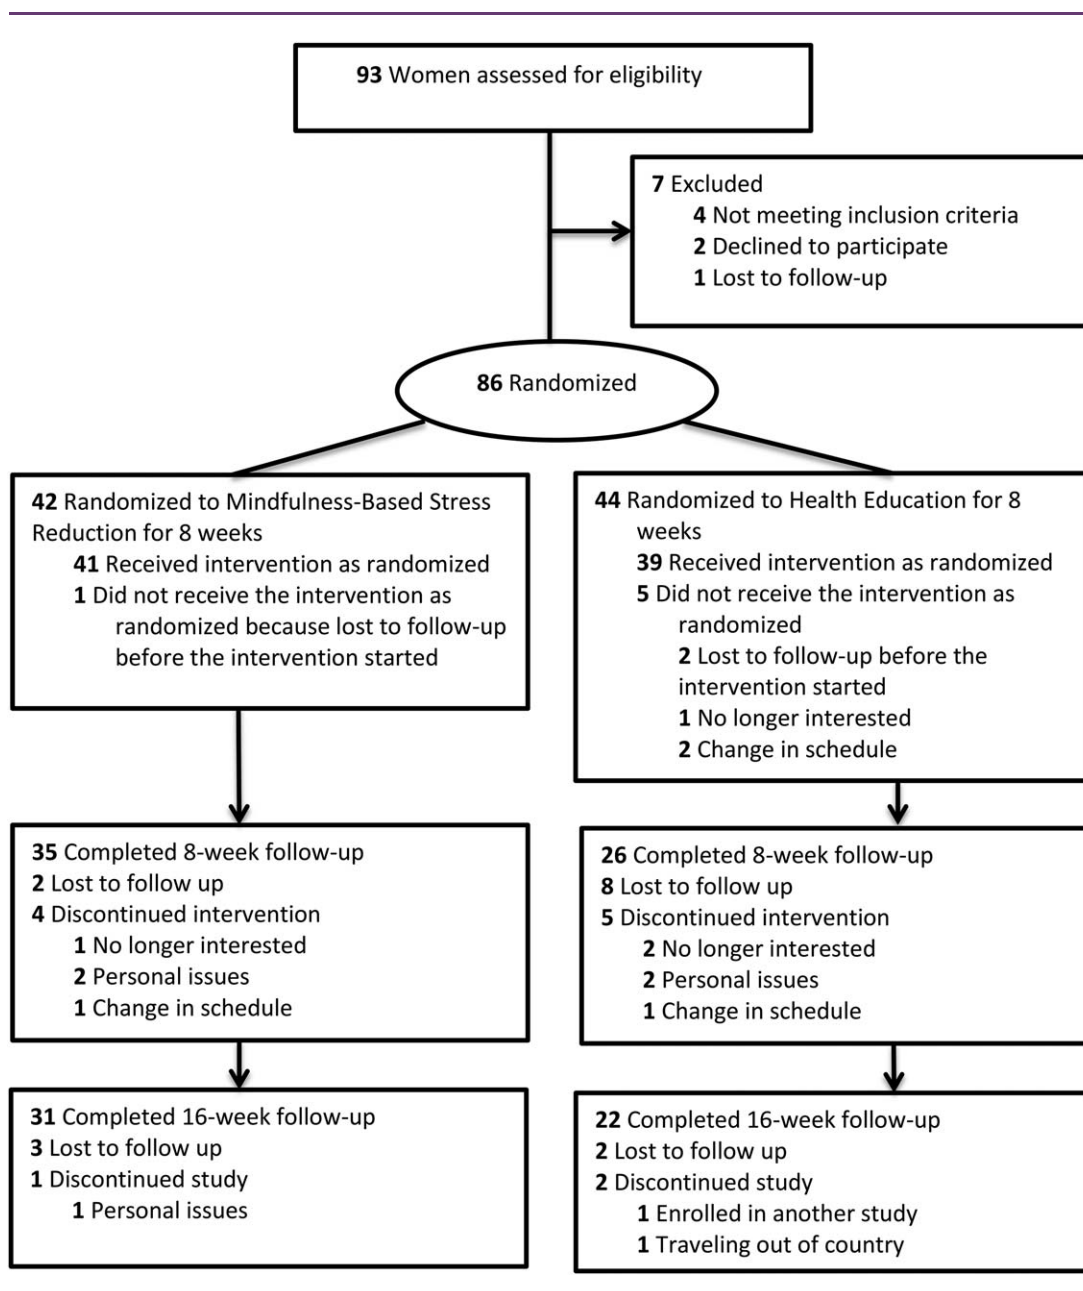 93 Women assessed for eligibility
7 Excluded
4 Not meeting inclusion criteria
2 Declined to participate
1 Lost to follow-up
86 Randomized
42 Randomized to Mindfulness-Based Stress
Reduction for 8 weeks
41 Received intervention as randomized
1 Did not receive the intervention as
randomized because lost to follow-up
before the intervention started
44 Randomized to Health Education for 8
weeks
39 Received intervention as randomized
5 Did not receive the intervention as
randomized
2 Lost to follow-up before the
intervention started
1 No longer interested
2 Change in schedule
35 Completed 8-week follow-up
2 Lost to follow up
4 Discontinued intervention
1 No longer interested
2 Personal issues
1 Change in schedule
26 Completed 8-week follow-up
8 Lost to follow up
5 Discontinued intervention
2 No longer interested
2 Personal issues
1 Change in schedule
31 Completed 16-week follow-up
3 Lost to follow up
1 Discontinued study
1 Personal issues
22 Completed 16-week follow-up
2 Lost to follow up
2 Discontinued study
1 Enrolled in another study
1 Traveling out of country